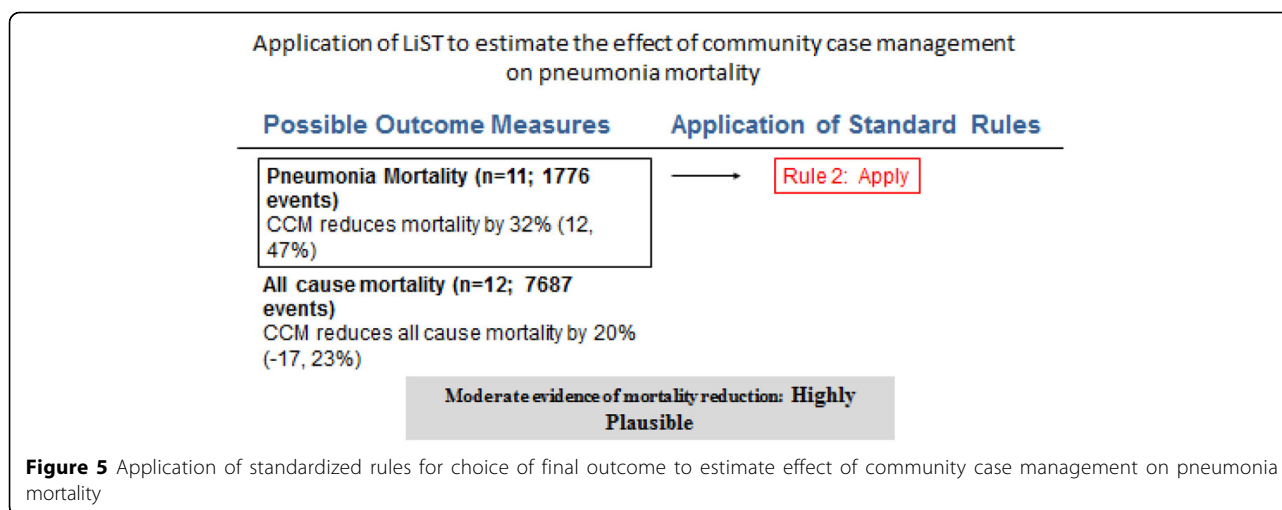 Application of LiST to estimate the effect of community case management
on pneumonia mortality
Possible Outcome Measures
Application of Standard Rules
Pneumonia Mortality (n=11; 1776
events)
CCM reduces mortality by 32% (12,
47%)
Rule 2: Apply
All cause mortality (n=12; 7687
events)
CCM reduces all cause mortality by 20%
(-17, 23%)
Moderate evidence of mortality reduction: Highly
Plausible
Figure 5 Application of standardized rules for choice of final outcome to estimate effect of community case management on pneumonia
mortality